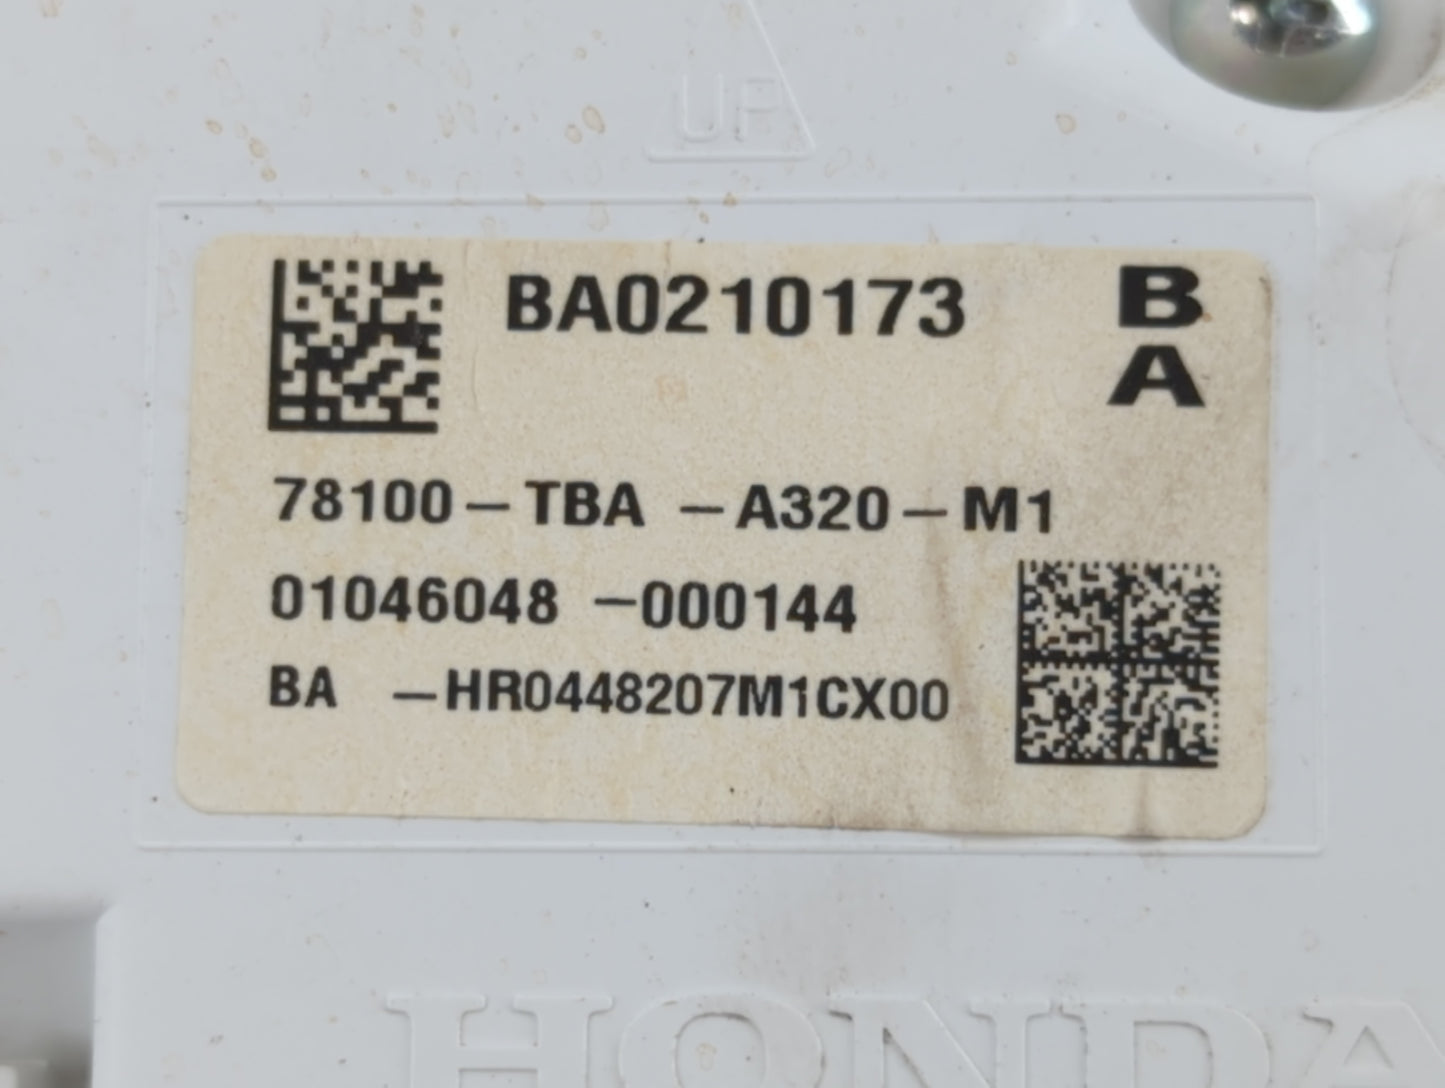 UP
BA0210173 B
A
78100-TBA -A320-M1
01046048 -000144
BA -HR0448207M1CX00
HONDA